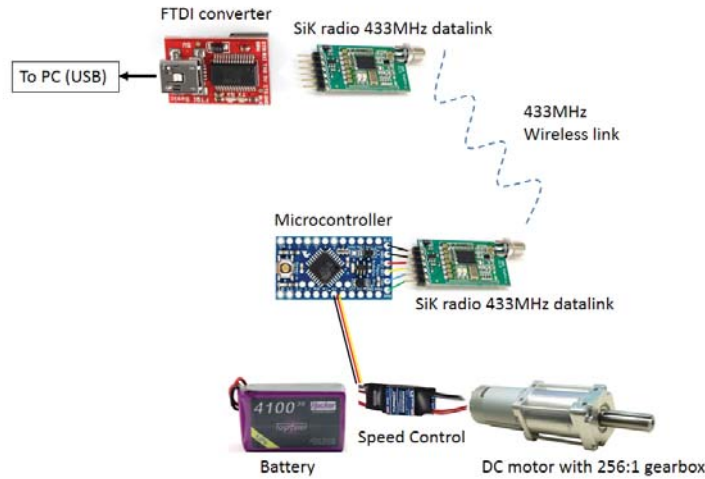 FTDI converter
SiK radio 433MHz datalink
To PC (USB)
433MHz
Wireless link
Microcontroller
SiK radio 433MHz datalink
4100
Speed Control
Battery
DC motor with 256:1 gearbox